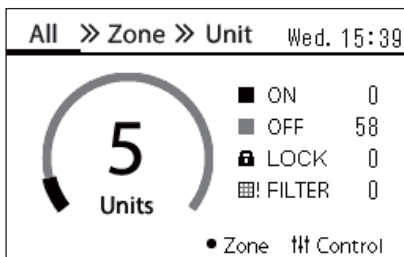 All >> Zone >> Unit Wed. 15:39
5
Units
ON 0
OFF 58
LOCK 0
! FILTER 0
Zone Control